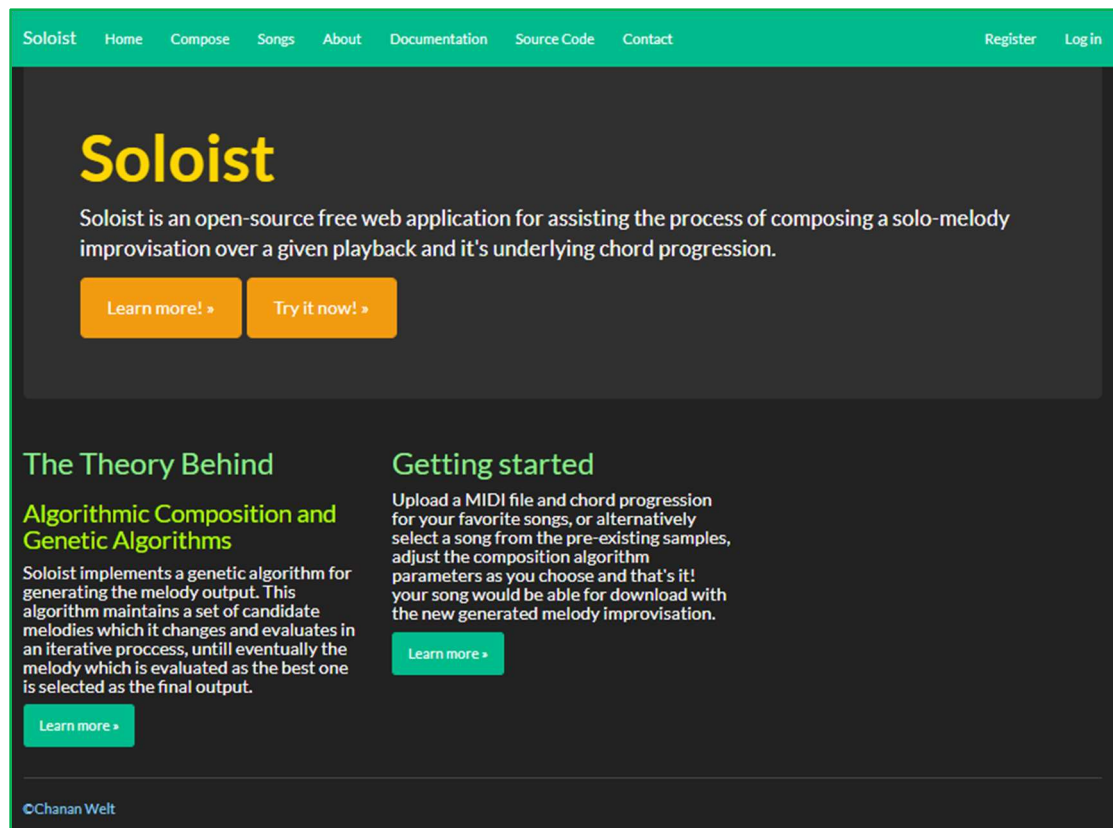 Soloist Home Compose Songs About Documentation Source Code Contact Register Log in
Soloist
Soloist is an open-source free web application for assisting the process of composing a solo-melody
improvisation over a given playback and it's underlying chord progression.
Learn more! » Try it now! »
The Theory Behind
Algorithmic Composition and
Genetic Algorithms
Soloist implements a genetic algorithm for
generating the melody output. This
algorithm maintains a set of candidate
melodies which it changes and evaluates in
an iterative proccess, untill eventually the
melody which is evaluated as the best one
is selected as the final output.
Learn more »
Getting started
Upload a MIDI file and chord progression
for your favorite songs, or alternatively
select a song from the pre-existing samples,
adjust the composition algorithm
parameters as you choose and that's it!
your song would be able for download with
the new generated melody improvisation.
Learn more »
©Chanan Welt